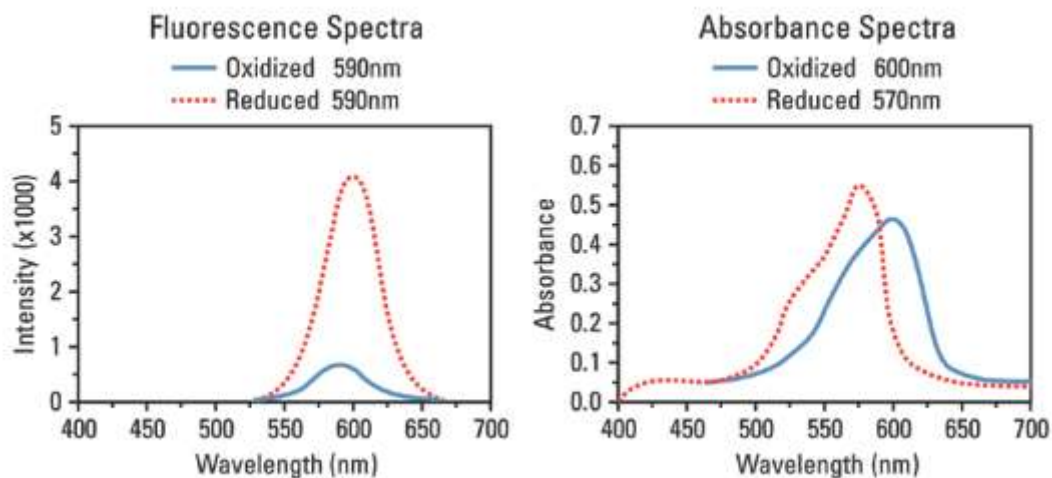 Fluorescence Spectra
Oxidized 590nm
Reduced 590nm
5
4
3
2
1
0
Intensity (x1000)
400 450 500 550 600 650 700
Wavelength (nm)
Absorbance Spectra
Oxidized 600nm
Reduced 570nm
0.7
0.6
0.5
0.4
0.3
0.2
0.1
0.0
Absorbance
400 450 500 550 600 650 700
Wavelength (nm)